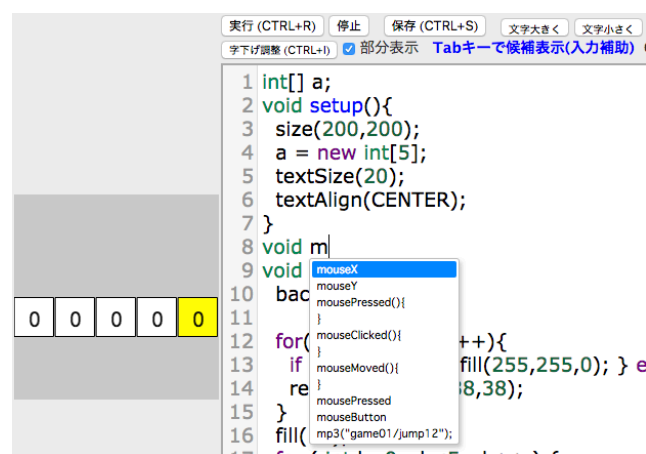 実行 (CTRL+R) 停止 保存 (CTRL+S) 文字大きく 文字小さく
字下げ調整 (CTRL+I) 部分表示 Tabキーで候補表示(入力補助)
1 int[] a;
2 void setup(){
3 size(200,200);
4 a = new int[5];
5 textSize(20);
6 textAlign(CENTER);
7 }
8 void m
9 void
mouseX
mouseY
mousePressed(){
}
mouseClicked(){
}
mouseMoved(){
}
mousePressed
mouseButton
mp3("game01/jump12");
10 bac
0 0 0 0 0
11
12 for( ++){
13 if fill(255,255,0); } e
14 re 38,38);
15 }
16 fill(
17